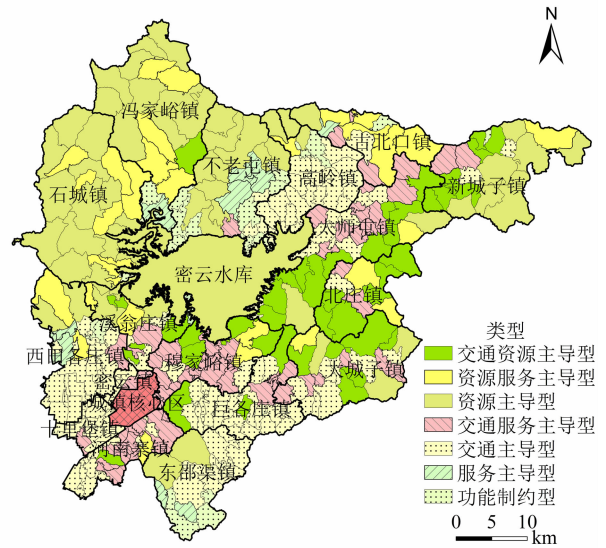 N
冯家峪镇
古北口镇
不老屯镇
高岭镇
石城镇
新城子镇
太师屯镇
密云水库
北庄镇
溪翁庄镇
西田各庄镇
穆家峪镇
大城子镇
密云镇
城镇核心区
巨各庄镇
十里堡镇
河南寨镇
东邵渠镇
类型
交通资源主导型
资源服务主导型
资源主导型
交通服务主导型
交通主导型
服务主导型
功能制约型
0 5 10
km